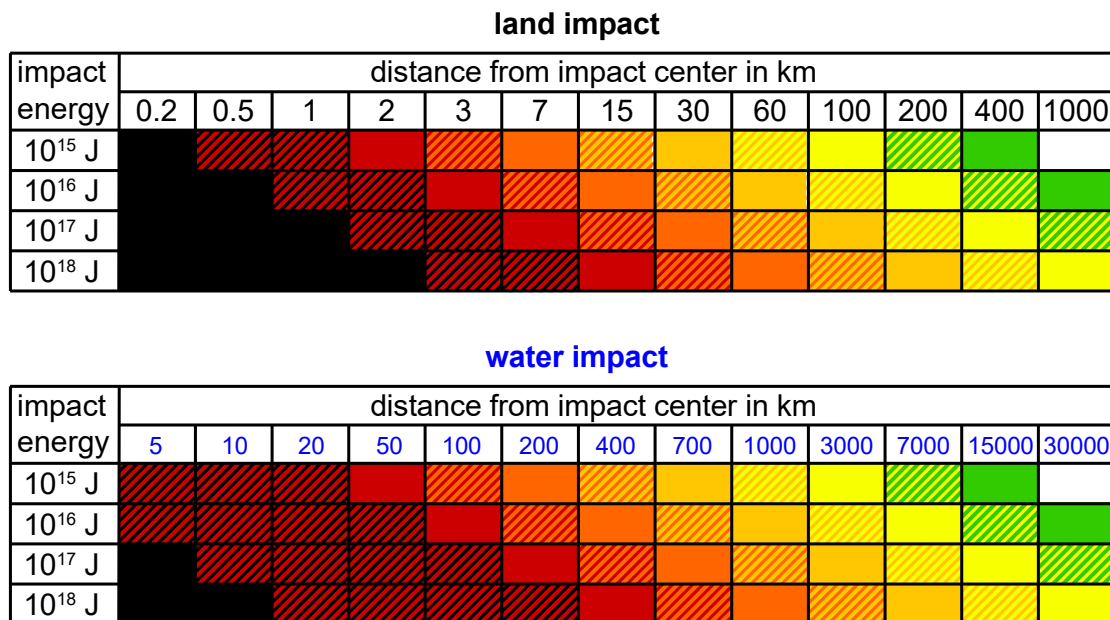 land impact
impact distance from impact center in km
energy 0.2 0.5 1 2 3 7 15 30 60 100 200 400 1000
10¹⁵ J
10¹⁶ J
10¹⁷ J
10¹⁸ J
water impact
impact distance from impact center in km
energy 5 10 20 50 100 200 400 700 1000 3000 7000 15000 30000
10¹⁵ J
10¹⁶ J
10¹⁷ J
10¹⁸ J